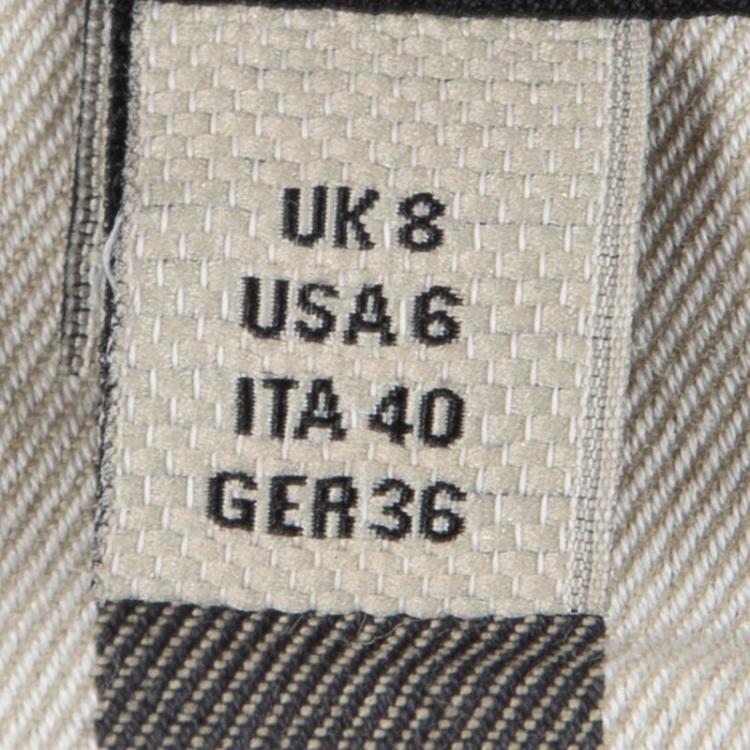 UK 8
USA 6
ITA 40
GER 36